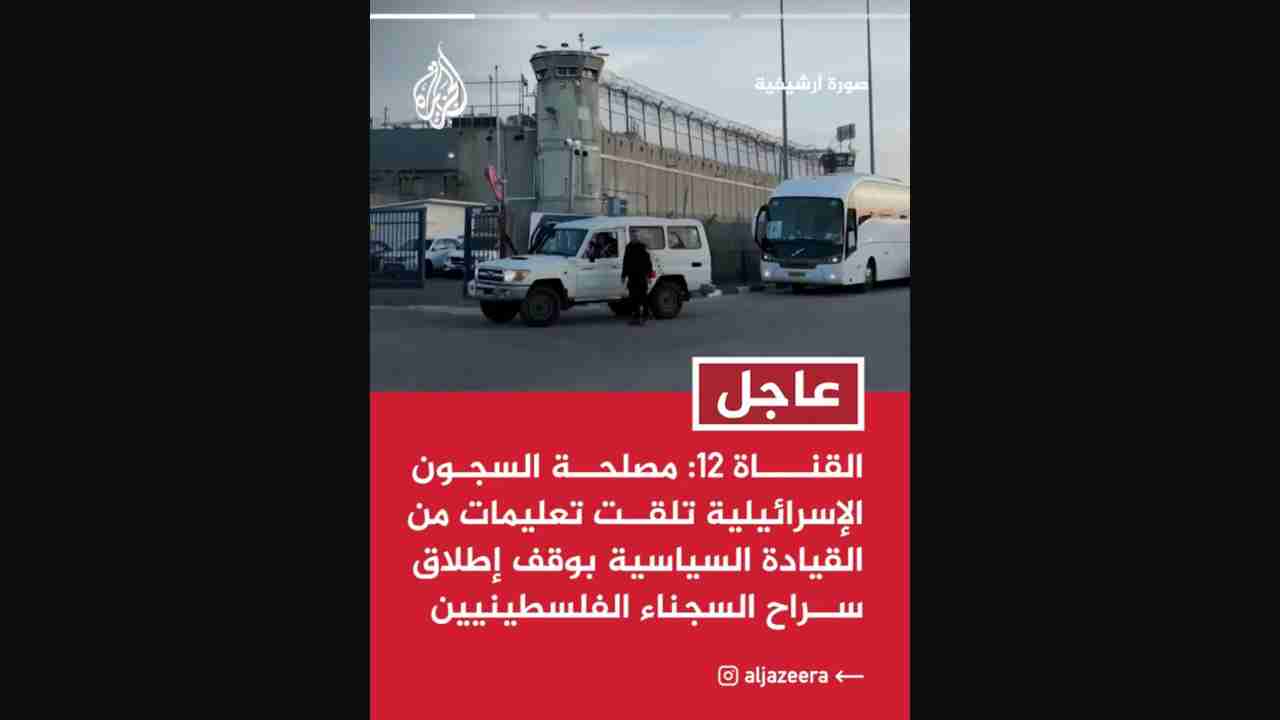 الجزيرة
صورة أرشيفية
عاجل
القناة 12: مصلحة السجون
الإسرائيلية تلقت تعليمات من
القيادة السياسية بوقف إطلاق
سراح السجناء الفلسطينيين
aljazeera